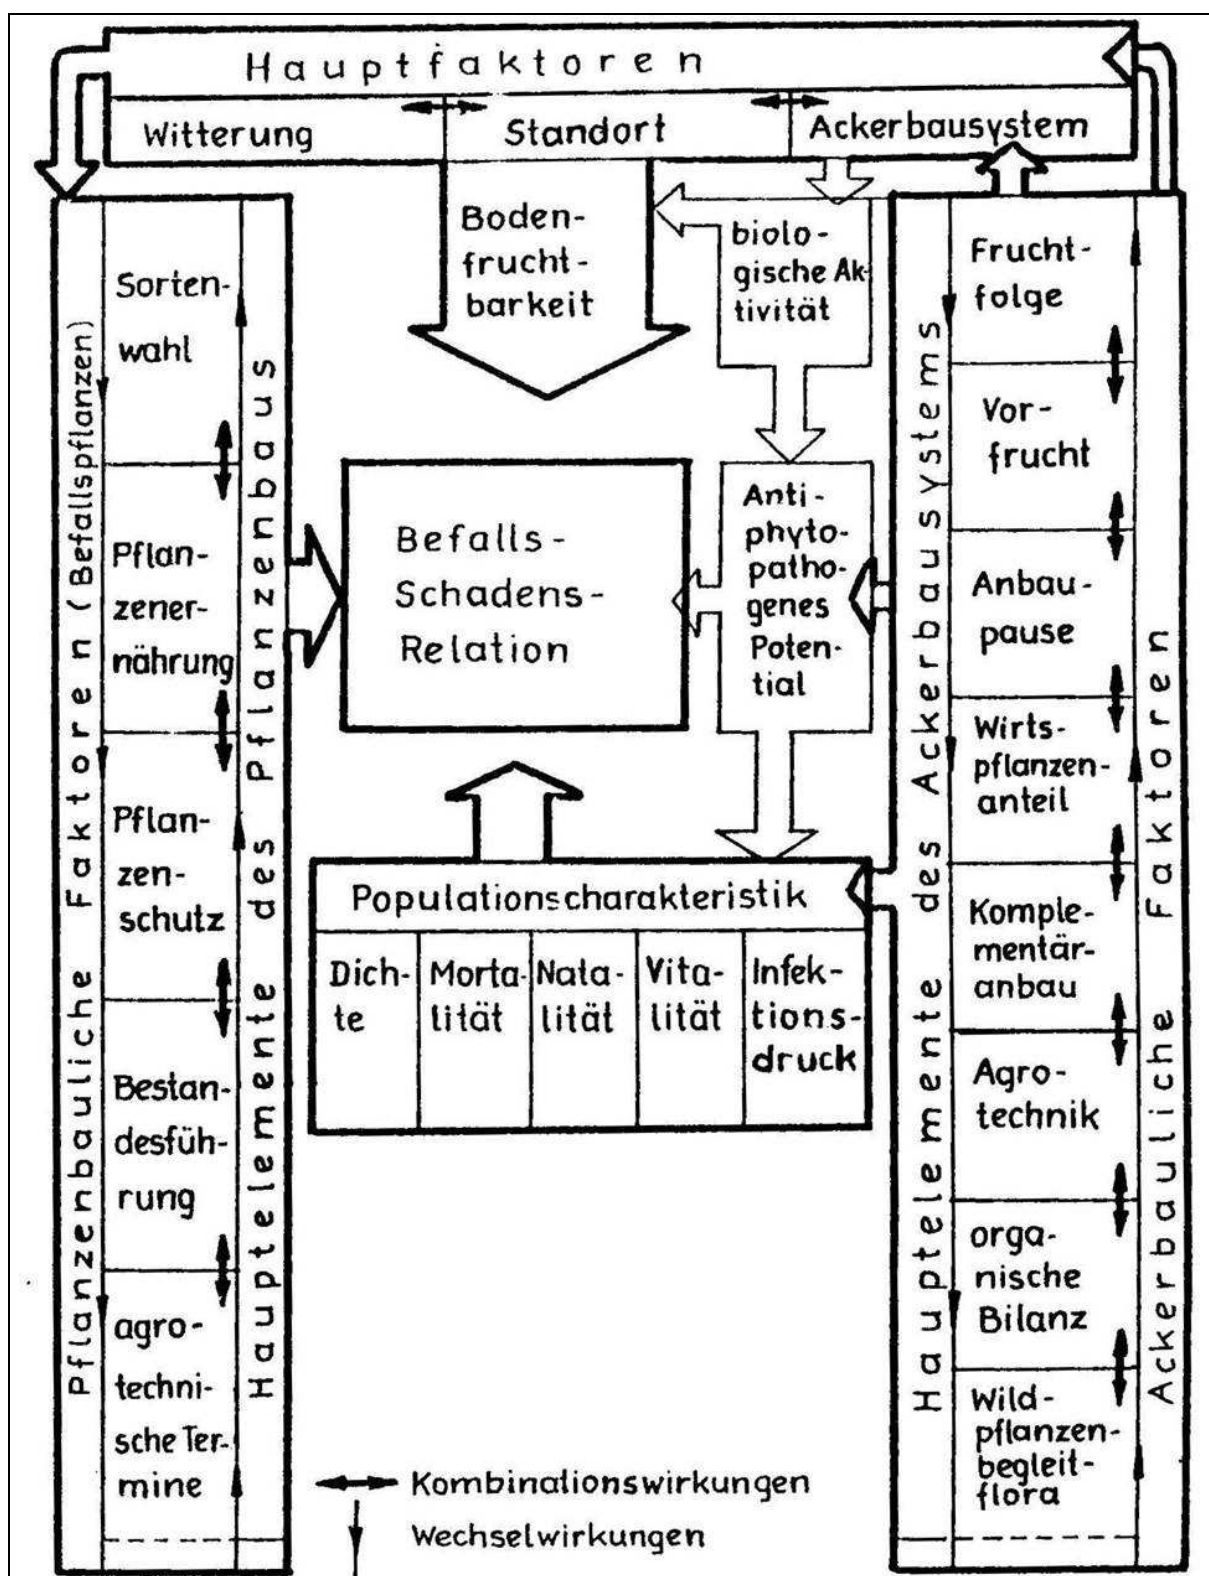 Hauptfaktoren
Witterung
Standort
Ackerbausystem
Pflanzenbauliche Faktoren (Befallspflanzen)
Sorten-
wahl
Pflan-
zener-
nährung
Pflan-
zen-
schutz
Bestan-
desfüh-
rung
agro-
techni-
sche Ter-
mine
Hauptelemente des Pflanzenbaus
Boden-
frucht-
barkeit
biolo-
gische Ak-
tivität
Befalls-
Schadens-
Relation
Anti-
phyto-
patho-
genes
Poten-
tial
Populationscharakteristik
Dich-
te
Morta-
lität
Nata-
lität
Vita-
lität
Infek-
tions-
druck
Hauptelemente des Ackerbausystems
Frucht-
folge
Vor-
frucht
Anbau-
pause
Wirts-
pflanzen-
anteil
Komple-
mentär-
anbau
Agro-
technik
orga-
nische
Bilanz
Wild-
pflanzen-
begleit-
flora
Ackerbauliche Faktoren
Kombinationswirkungen
Wechselwirkungen